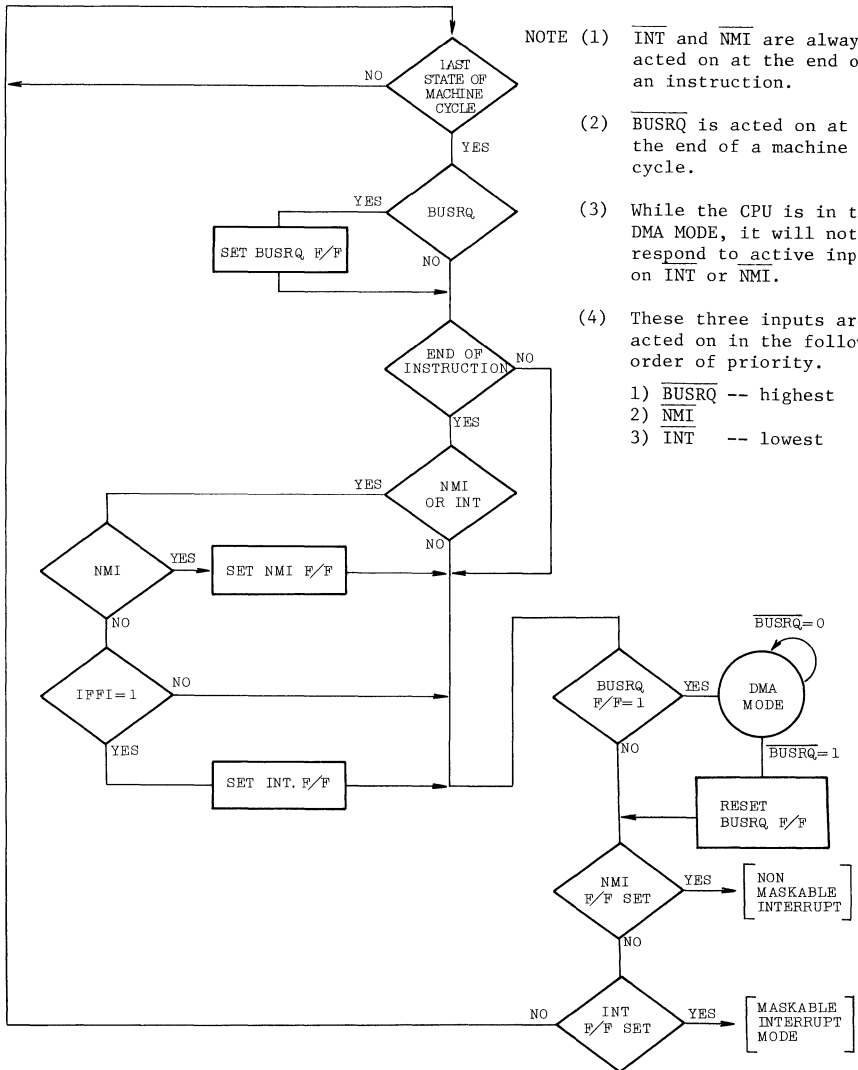 NOTE (1) INT and NMI are alway
acted on at the end o
an instruction.
(2) BUSRQ is acted on at
the end of a machine
cycle.
(3) While the CPU is in t
DMA MODE, it will not
respond to active inp
on INT or NMI.
(4) These three inputs ar
acted on in the follow
order of priority.
1) BUSRQ -- highest
2) NMI
3) INT -- lowest
LAST
STATE OF
MACHINE
CYCLE
NO
YES
BUSRQ
YES
NO
SET BUSRQ F/F
END OF
INSTRUCTION
NO
YES
NMI
OR INT
YES
NO
NMI
YES
NO
SET NMI F/F
IFFI=1
NO
YES
SET INT. F/F
BUSRQ
F/F=1
YES
NO
BUSRQ=0
DMA
MODE
BUSRQ=1
RESET
BUSRQ F/F
NMI
F/F SET
YES
NO
NON
MASKABLE
INTERRUPT
INT
F/F SET
NO
YES
MASKABLE
INTERRUPT
MODE